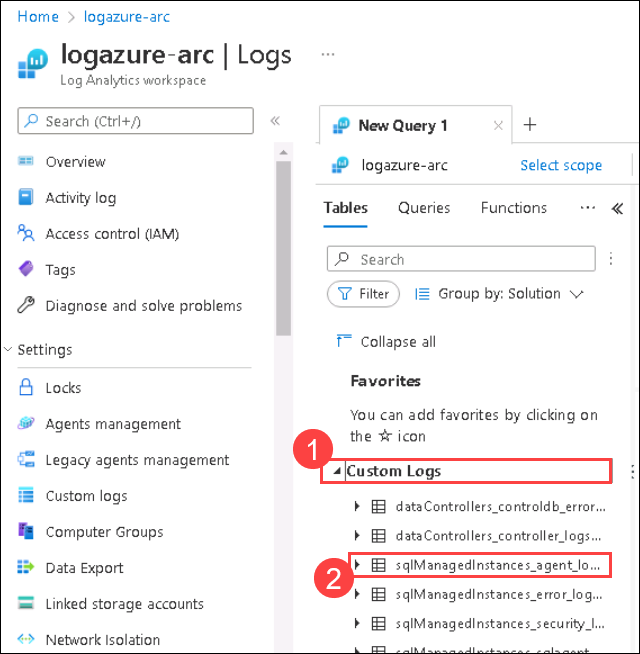 Home > logazure-arc
logazure-arc | Logs ...
Log Analytics workspace
Search (Ctrl+/)
«
Overview
Activity log
Access control (IAM)
Tags
Diagnose and solve problems
Settings
Locks
Agents management
Legacy agents management
Custom logs
Computer Groups
Data Export
Linked storage accounts
Network Isolation
New Query 1 × +
logazure-arc Select scope
Tables Queries Functions ... «
Search
Filter Group by: Solution
Collapse all
Favorites
You can add favorites by clicking on
the ☆ icon
1
Custom Logs
dataControllers_controldb_error...
dataControllers_controller_logs...
2
sqlManagedInstances_agent_lo...
sqlManagedInstances_error_log...
sqlManagedInstances_security_l...
sqlManagedInstances_sqlagent